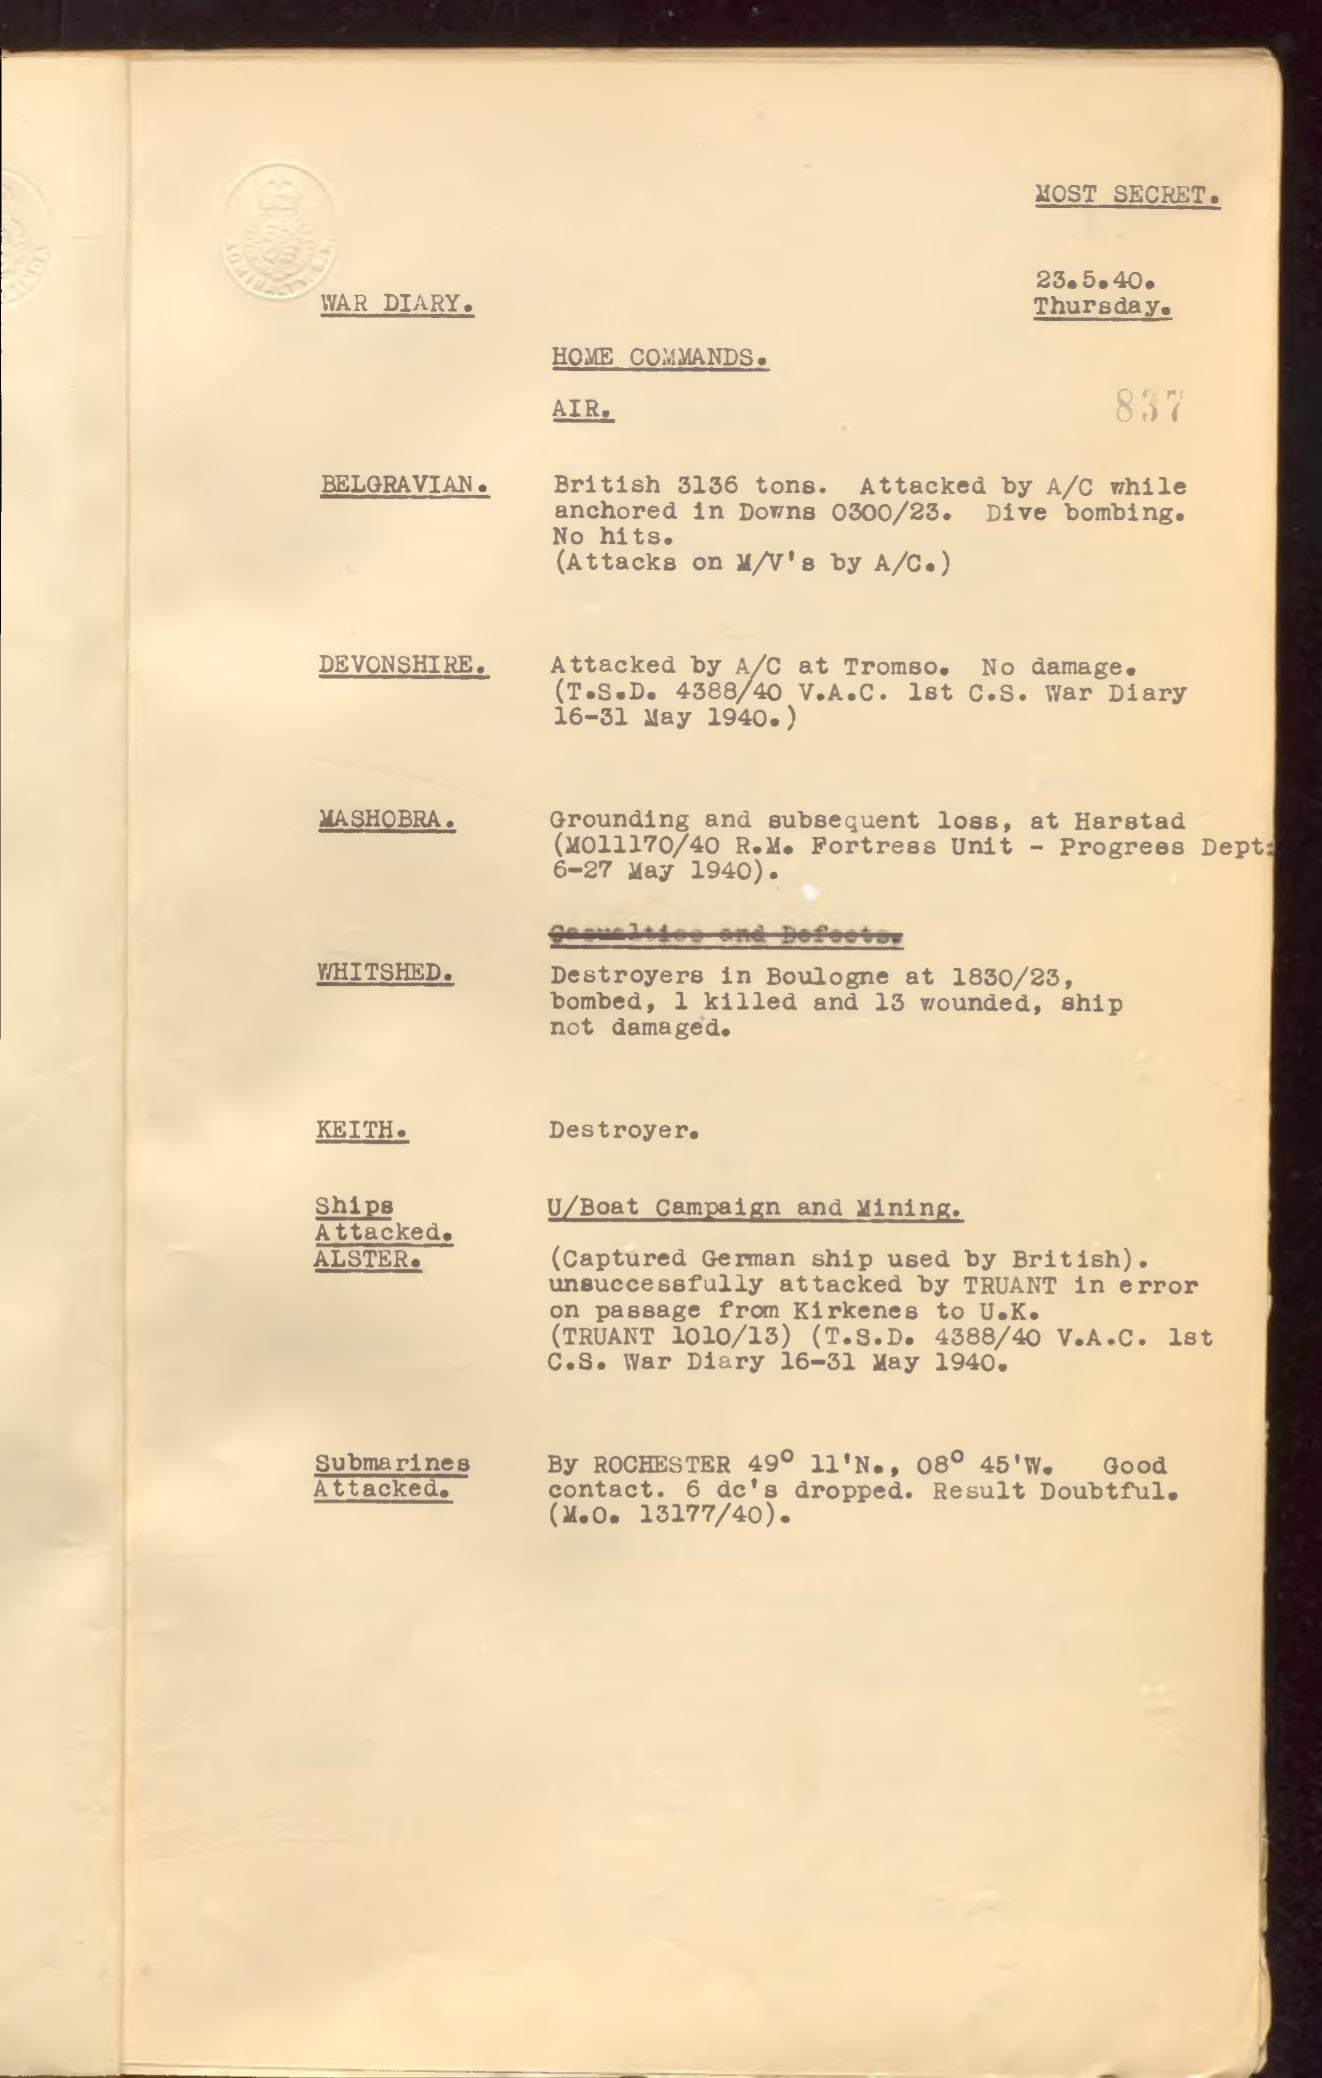 MOST SECRET.
23.5.40.
WAR DIARY. Thursday.
HOME COMMANDS.
AIR. 837
BELGRAVIAN. British 3136 tons. Attacked by A/C while
anchored in Downs 0300/23. Dive bombing.
No hits.
(Attacks on M/V's by A/C.)
DEVONSHIRE. Attacked by A/C at Tromso. No damage.
(T.S.D. 4388/40 V.A.C. 1st C.S. War Diary
16-31 May 1940.)
MASHOBRA. Grounding and subsequent loss, at Harstad
(M011170/40 R.M. Fortress Unit - Progress Dept:
6-27 May 1940).
Casualties and Defects.
WHITSHED. Destroyers in Boulogne at 1830/23,
bombed, 1 killed and 13 wounded, ship
not damaged.
KEITH. Destroyer.
Ships U/Boat Campaign and Mining.
Attacked.
ALSTER. (Captured German ship used by British).
unsuccessfully attacked by TRUANT in error
on passage from Kirkenes to U.K.
(TRUANT 1010/13) (T.S.D. 4388/40 V.A.C. 1st
C.S. War Diary 16-31 May 1940.
Submarines By ROCHESTER 49° 11'N., 08° 45'W. Good
Attacked. contact. 6 dc's dropped. Result Doubtful.
(M.O. 13177/40).